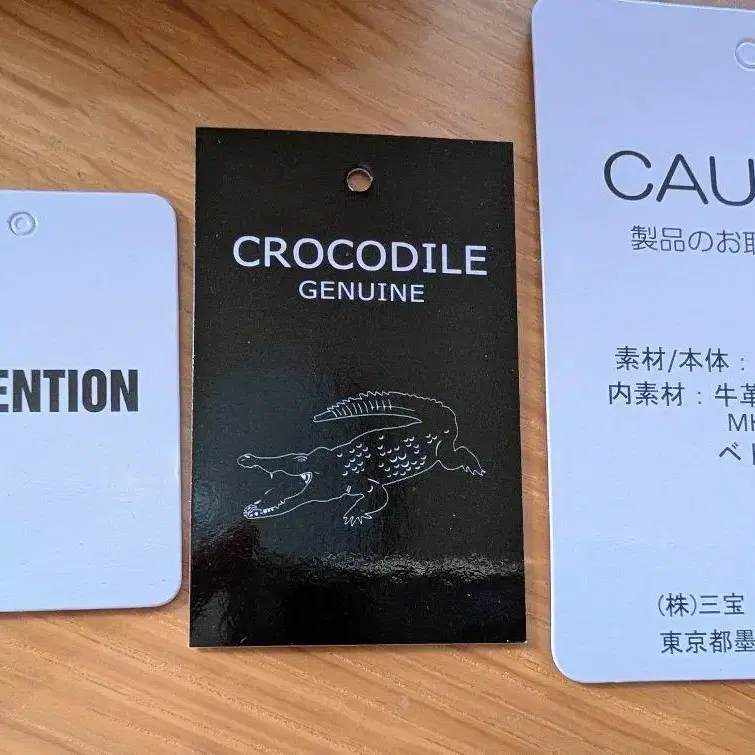 ENTION
CROCODILE
GENUINE
CAU
製品のお取
素材/本体：
内素材：牛革
ベト
(株)三宝
東京都墨